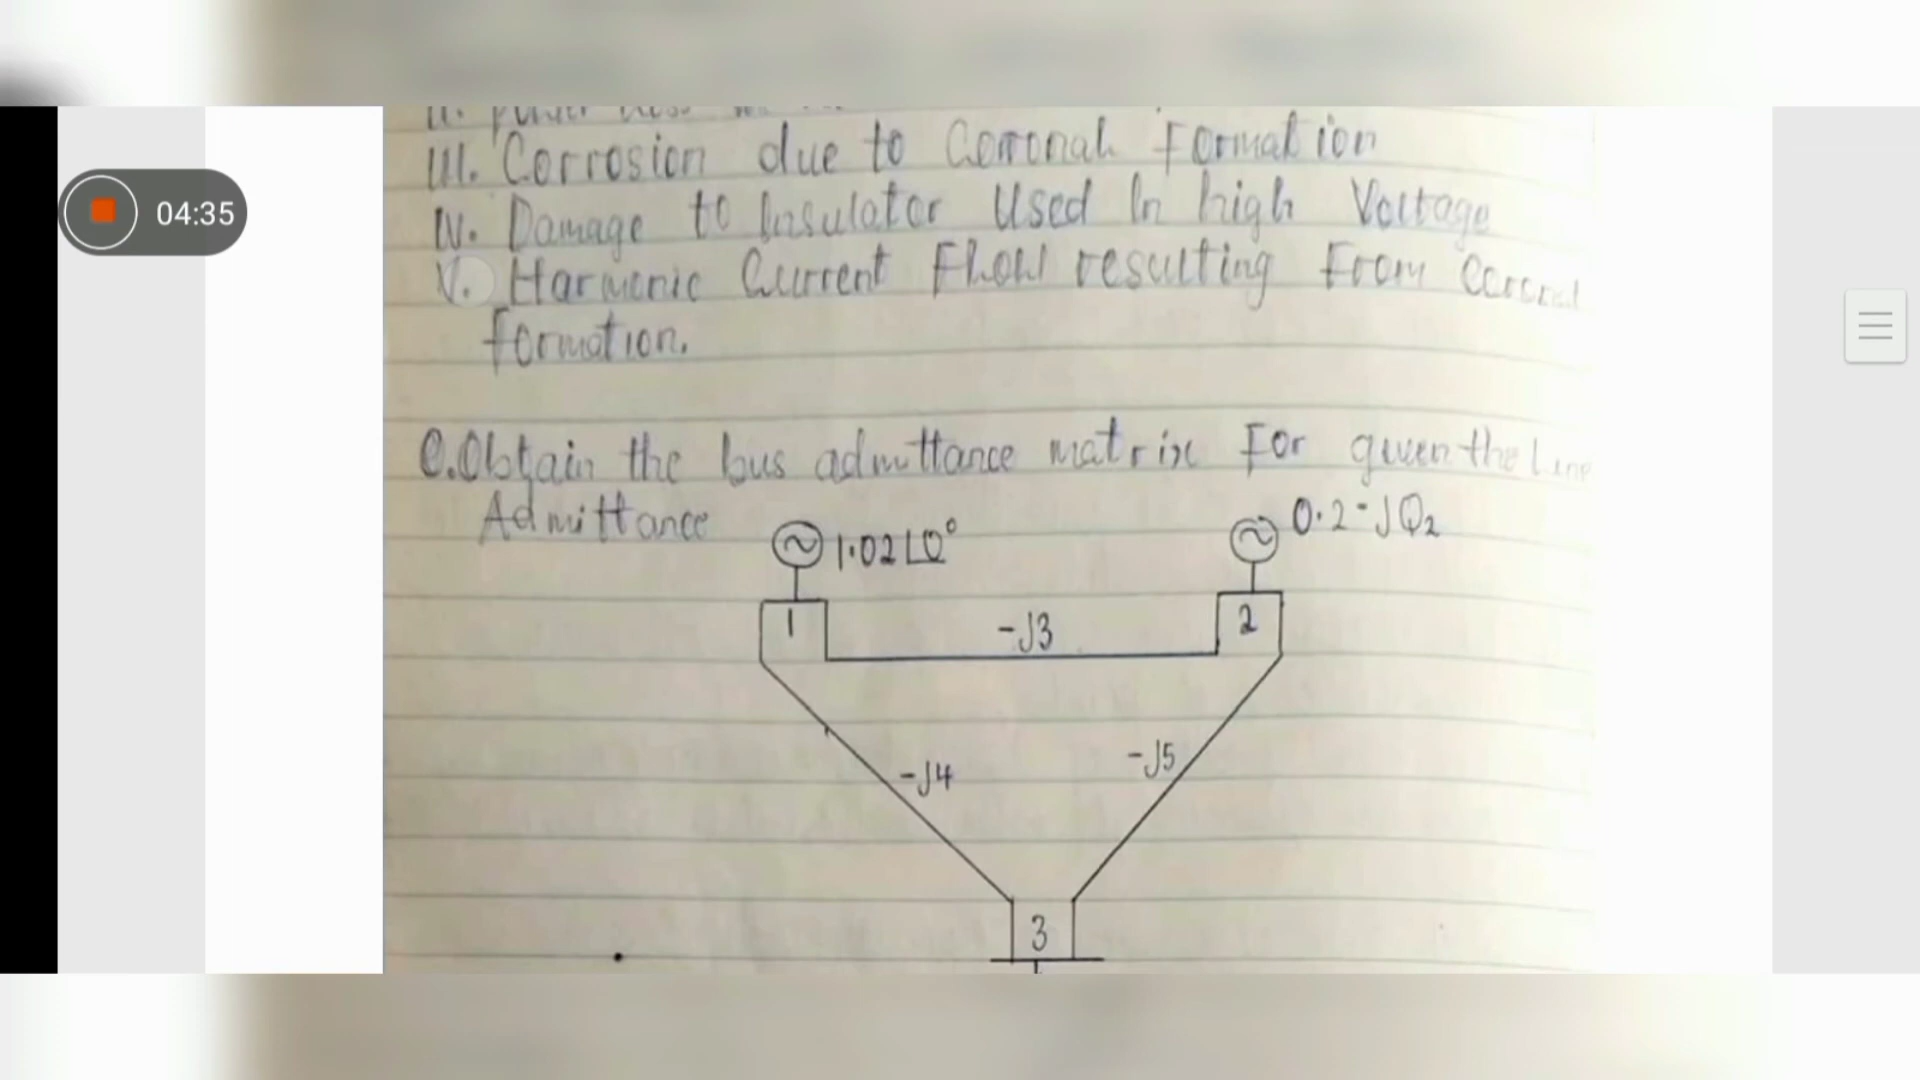 III. Corrosion due to Coronal Formation
IV. Damage to Insulator Used In high Voltage
V. Harmonic Current Flow resulting From Coronal
formation.
C.Obtain the bus admittance matrix For given the Line
Admittance
1.02∠0° 0.2-JQ2
1 -J3 2
-J4 -J5
3
04:35